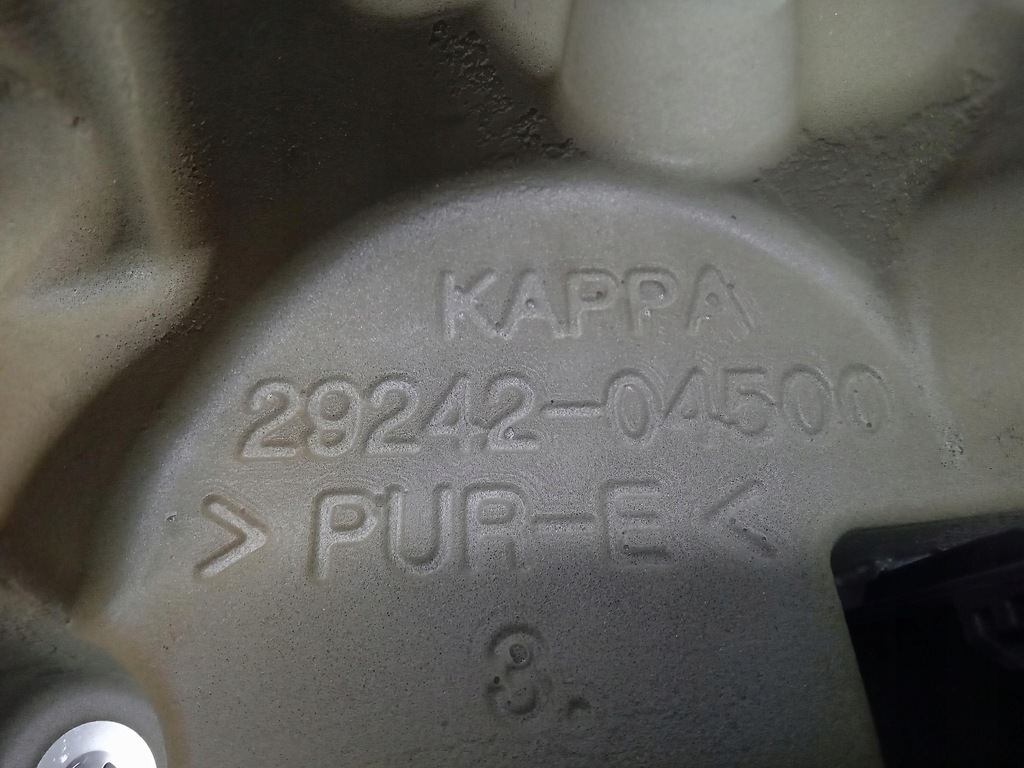 KAPPA
29242-04500
>PUR-E<
3.